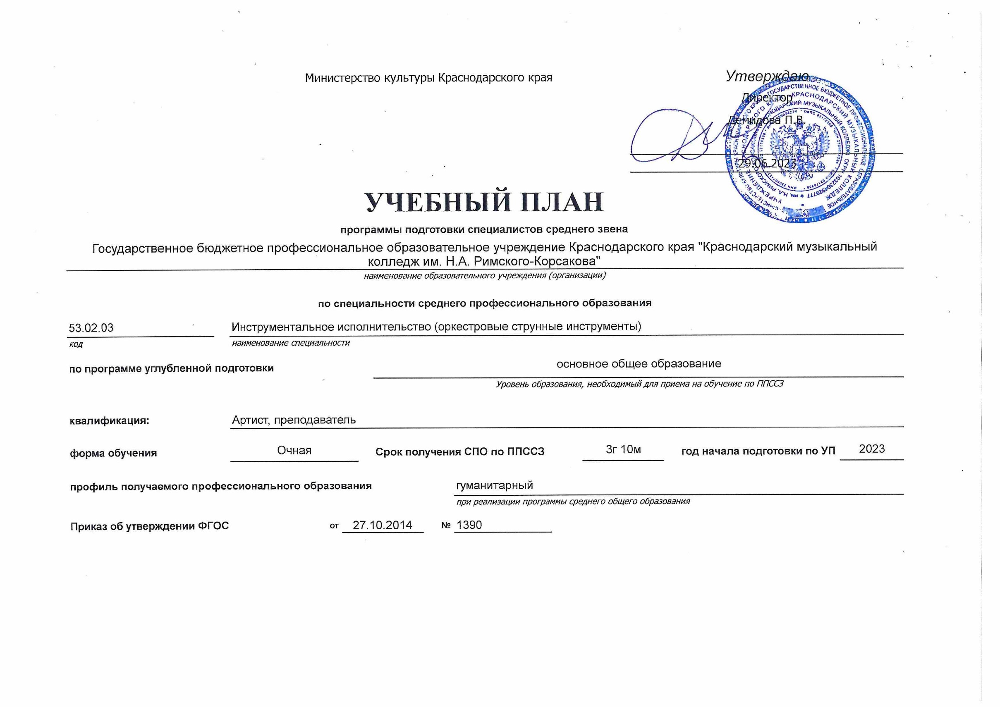 Министерство культуры Краснодарского края
Утверждаю
Директор
Демидова П.В.
29.06.2023
УЧЕБНЫЙ ПЛАН
программы подготовки специалистов среднего звена
Государственное бюджетное профессиональное образовательное учреждение Краснодарского края "Краснодарский музыкальный
колледж им. Н.А. Римского-Корсакова"
наименование образовательного учреждения (организации)
по специальности среднего профессионального образования
53.02.03 Инструментальное исполнительство (оркестровые струнные инструменты)
код наименование специальности
по программе углубленной подготовки основное общее образование
Уровень образования, необходимый для приема на обучение по ППССЗ
квалификация: Артист, преподаватель
форма обучения Очная Срок получения СПО по ППССЗ 3г 10м год начала подготовки по УП 2023
профиль получаемого профессионального образования гуманитарный
при реализации программы среднего общего образования
Приказ об утверждении ФГОС от 27.10.2014 № 1390